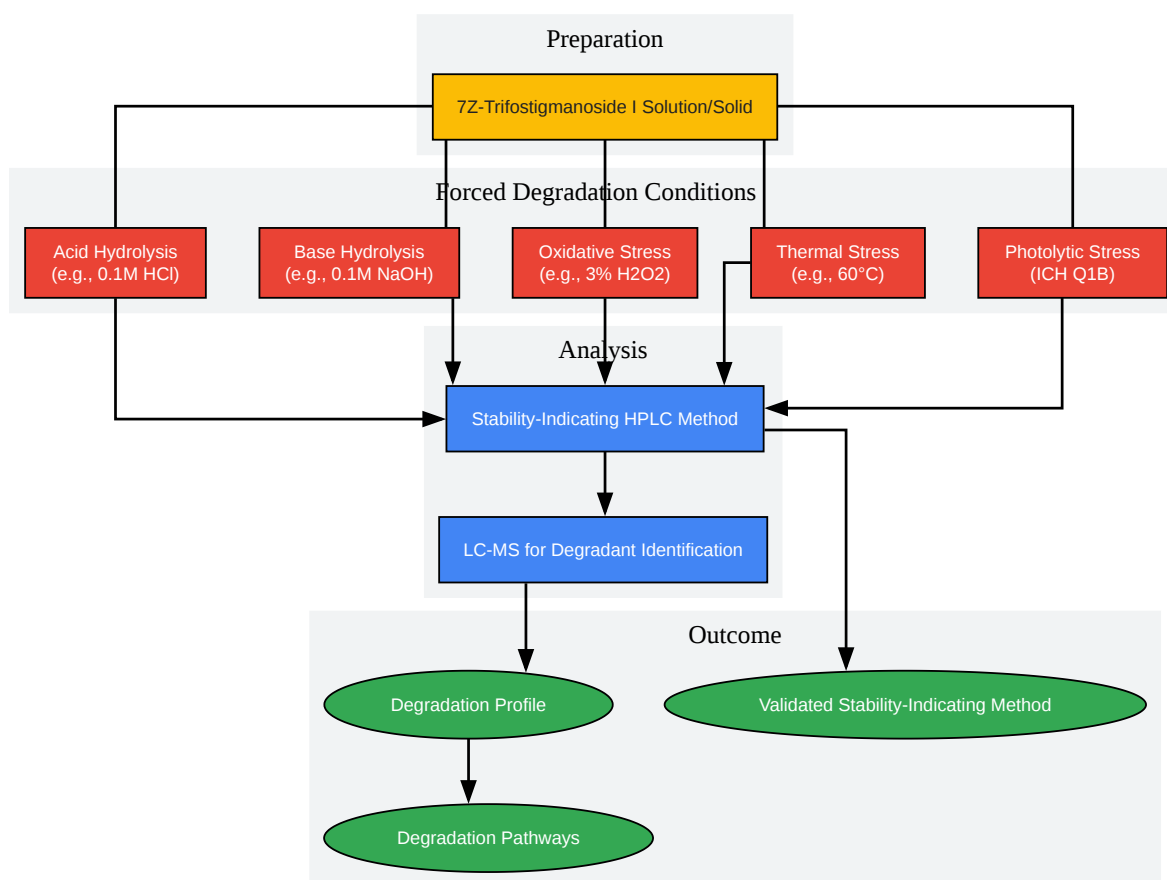 Preparation
7Z-Trifostigmanoside I Solution/Solid
Forced Degradation Conditions
Acid Hydrolysis
(e.g., 0.1M HCl)
Base Hydrolysis
(e.g., 0.1M NaOH)
Oxidative Stress
(e.g., 3% H2O2)
Thermal Stress
(e.g., 60°C)
Photolytic Stress
(ICH Q1B)
Analysis
Stability-Indicating HPLC Method
LC-MS for Degradant Identification
Outcome
Degradation Profile
Validated Stability-Indicating Method
Degradation Pathways